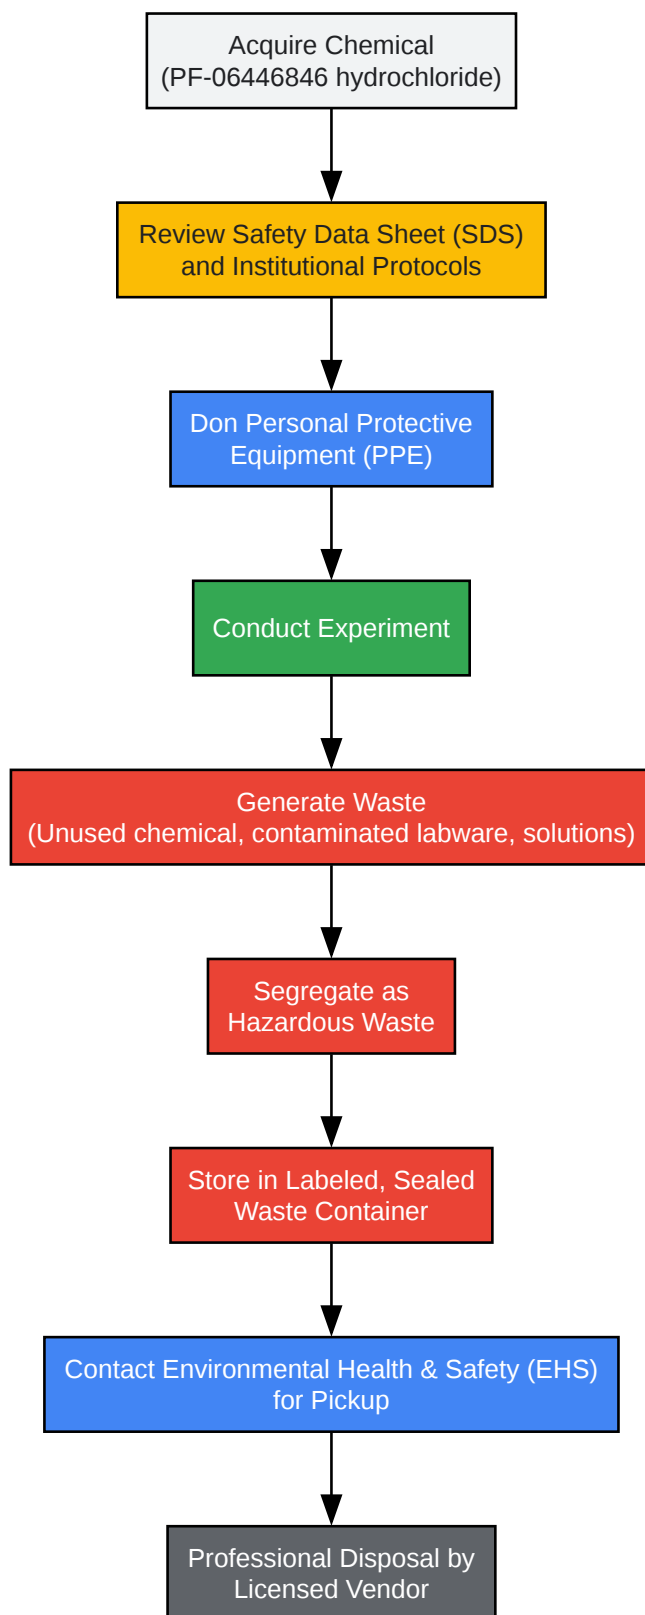 Acquire Chemical
(PF-06446846 hydrochloride)
Review Safety Data Sheet (SDS)
and Institutional Protocols
Don Personal Protective
Equipment (PPE)
Conduct Experiment
Generate Waste
(Unused chemical, contaminated labware, solutions)
Segregate as
Hazardous Waste
Store in Labeled, Sealed
Waste Container
Contact Environmental Health & Safety (EHS)
for Pickup
Professional Disposal by
Licensed Vendor